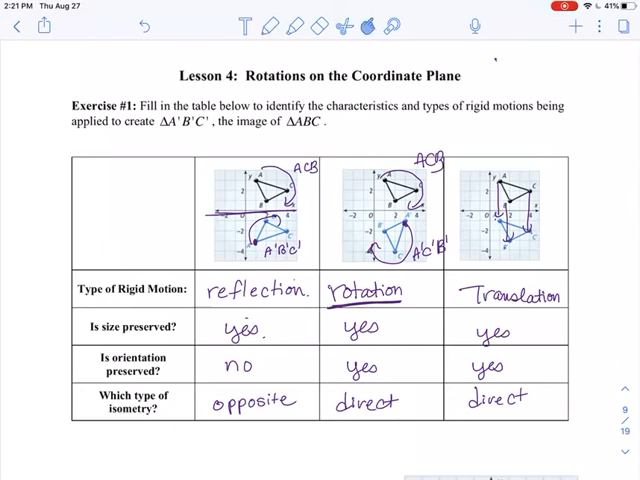 2:21 PM Thu Aug 27
41%
Lesson 4: Rotations on the Coordinate Plane
Exercise #1: Fill in the table below to identify the characteristics and types of rigid motions being
applied to create ΔA'B'C', the image of ΔABC.
ACB
A'B'C'
ACB
A'C'B'
Type of Rigid Motion: reflection. rotation Translation
Is size preserved? yes. yes yes
Is orientation preserved? no yes yes
Which type of isometry? opposite direct direct
9
19